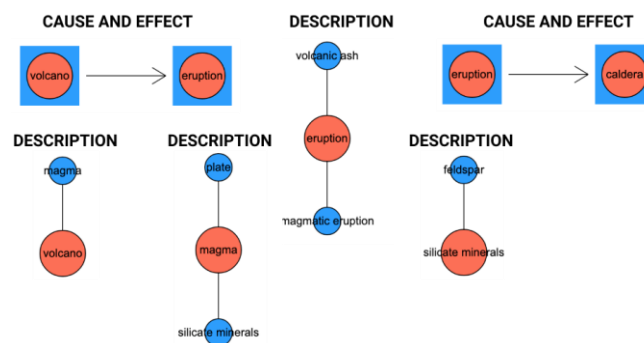 CAUSE AND EFFECT
volcano
eruption
DESCRIPTION
volcanic ash
eruption
magmatic eruption
CAUSE AND EFFECT
eruption
caldera
DESCRIPTION
magma
volcano
DESCRIPTION
plate
magma
silicate minerals
DESCRIPTION
feldspar
silicate minerals